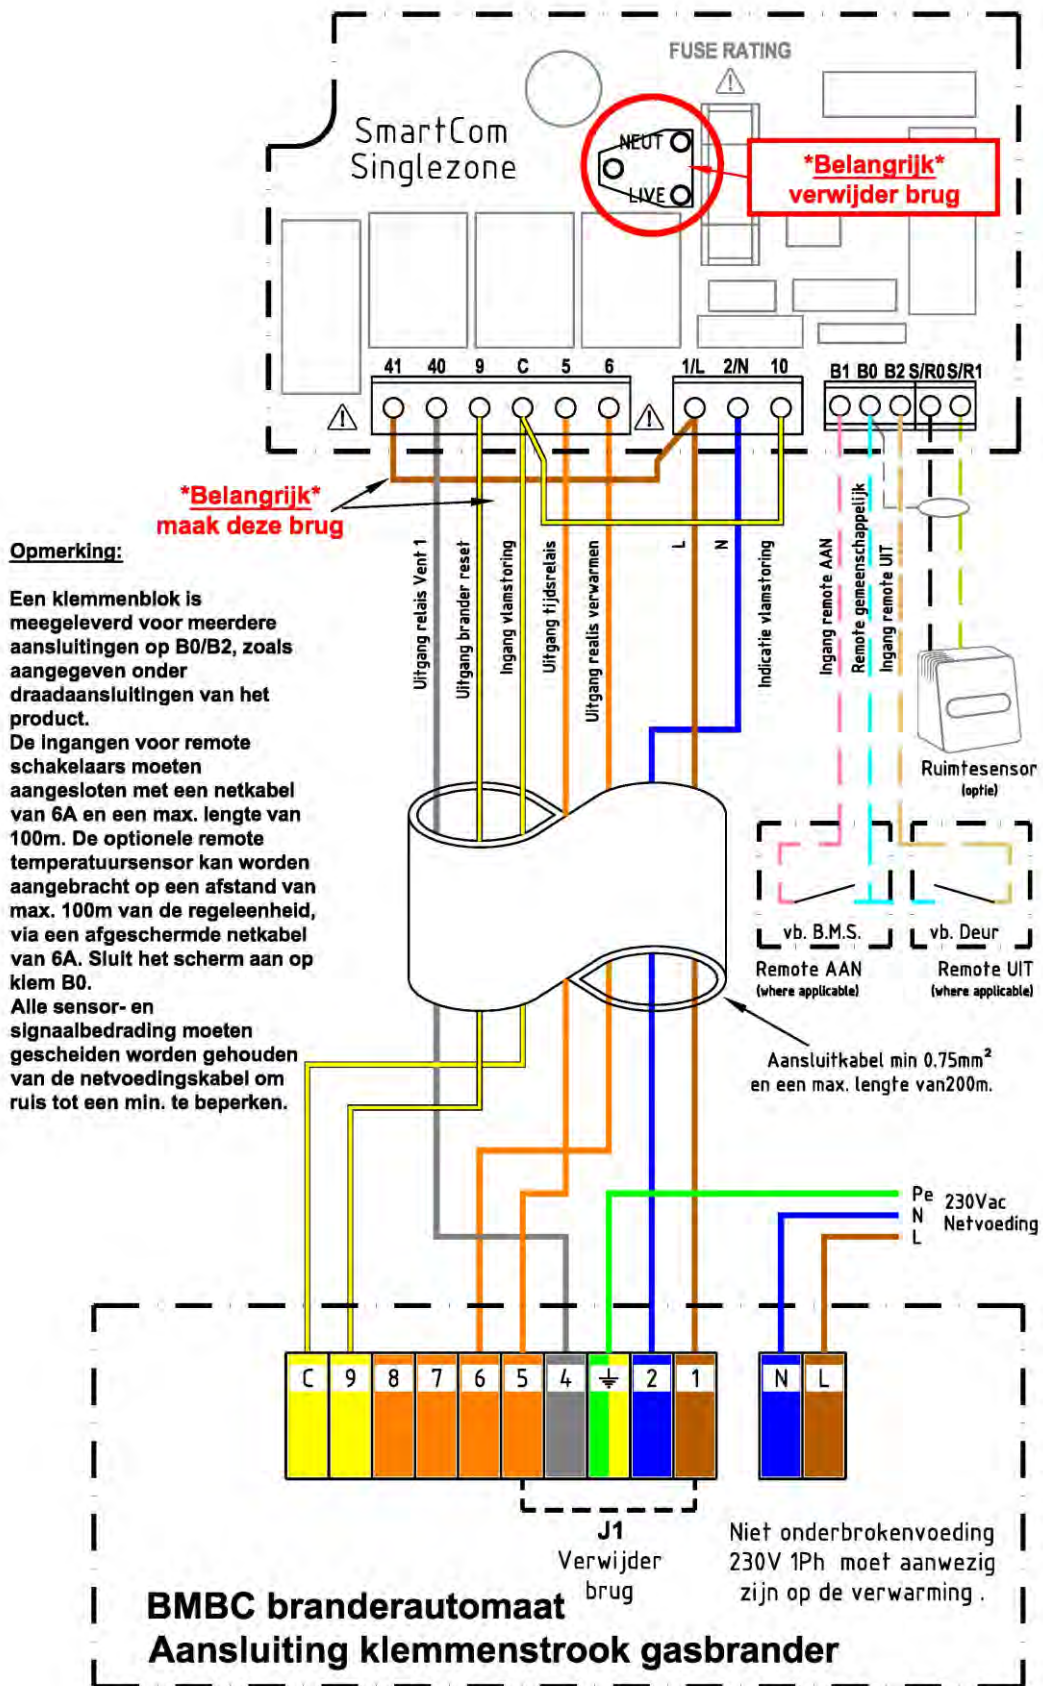 FUSE RATING
SmartCom
Singlezone
NEUT
LIVE
*Belangrijk*
verwijder brug
41 40 9 C 5 6
1/L 2/N 10
B1 B0 B2 S/R0 S/R1
*Belangrijk*
maak deze brug
Uitgang relais Vent 1
Uitgang brander reset
Ingang vlamstoring
Uitgang tijdsrelais
Uitgang realis verwarmen
L
N
Indicatie vlamstoring
Ingang remote AAN
Remote gemeenschappelijk
Ingang remote UIT
Opmerking:
Een klemmenblok is
meegeleverd voor meerdere
aansluitingen op B0/B2, zoals
aangegeven onder
draadaansluitingen van het
product.
De ingangen voor remote
schakelaars moeten
aangesloten met een netkabel
van 6A en een max. lengte van
100m. De optionele remote
temperatuursensor kan worden
aangebracht op een afstand van
max. 100m van de regeleenheid,
via een afgeschermde netkabel
van 6A. Sluit het scherm aan op
klem B0.
Alle sensor- en
signaalbedrading moeten
gescheiden worden gehouden
van de netvoedingskabel om
ruis tot een min. te beperken.
Ruimtesensor
(optie)
vb. B.M.S.
vb. Deur
Remote AAN
(where applicable)
Remote UIT
(where applicable)
Aansluitkabel min 0.75mm²
en een max. lengte van200m.
Pe
N
L
230Vac
Netvoeding
C 9 8 7 6 5 4 2 1
N L
J1
Verwijder
brug
Niet onderbrokenvoeding
230V 1Ph moet aanwezig
zijn op de verwarming .
BMBC branderautomaat
Aansluiting klemmenstrook gasbrander